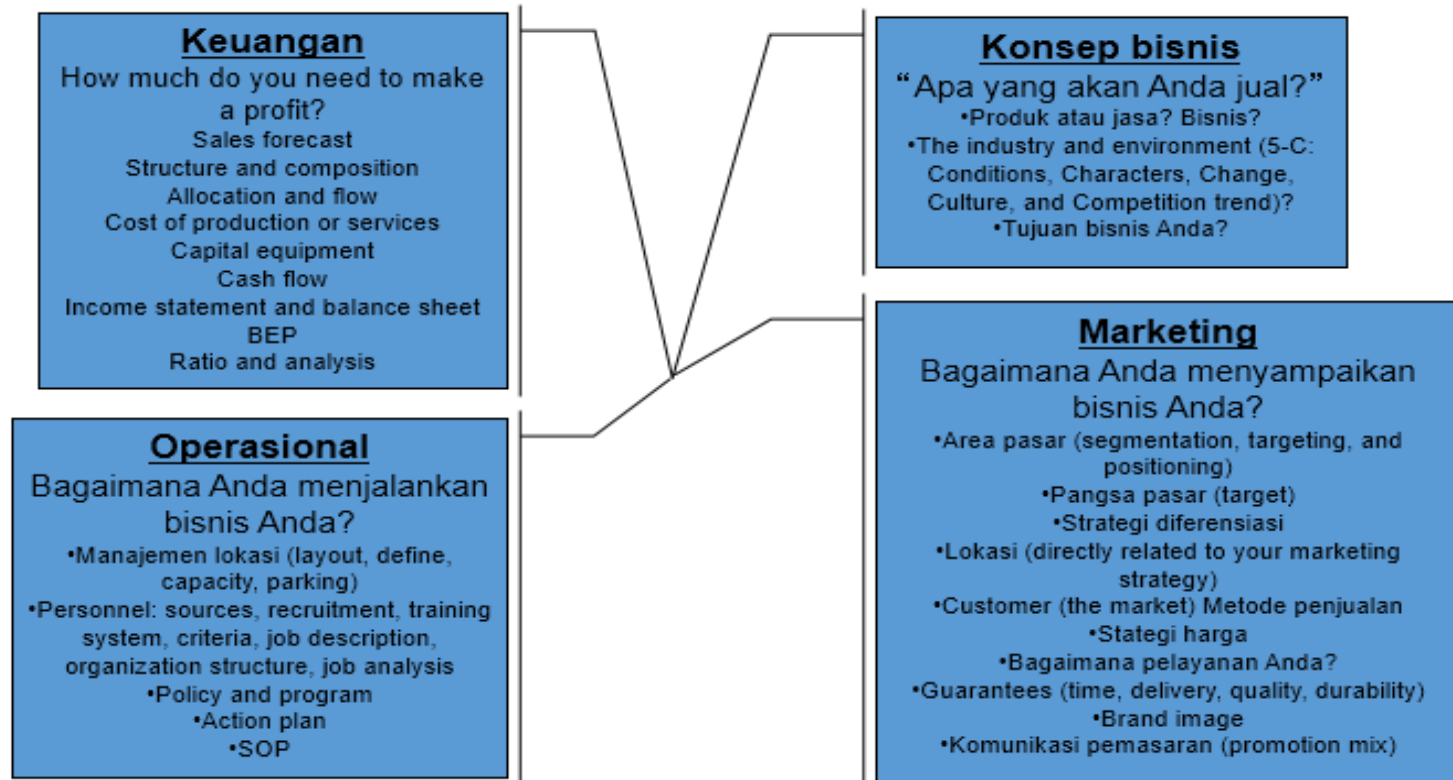 Keuangan
How much do you need to make
a profit?
Sales forecast
Structure and composition
Allocation and flow
Cost of production or services
Capital equipment
Cash flow
Income statement and balance sheet
BEP
Ratio and analysis
Konsep bisnis
“Apa yang akan Anda jual?”
•Produk atau jasa? Bisnis?
•The industry and environment (5-C:
Conditions, Characters, Change,
Culture, and Competition trend)?
•Tujuan bisnis Anda?
Operasional
Bagaimana Anda menjalankan
bisnis Anda?
•Manajemen lokasi (layout, define,
capacity, parking)
•Personnel: sources, recruitment, training
system, criteria, job description,
organization structure, job analysis
•Policy and program
•Action plan
•SOP
Marketing
Bagaimana Anda menyampaikan
bisnis Anda?
•Area pasar (segmentation, targeting, and
positioning)
•Pangsa pasar (target)
•Strategi diferensiasi
•Lokasi (directly related to your marketing
strategy)
•Customer (the market) Metode penjualan
•Stategi harga
•Bagaimana pelayanan Anda?
•Guarantees (time, delivery, quality, durability)
•Brand image
•Komunikasi pemasaran (promotion mix)